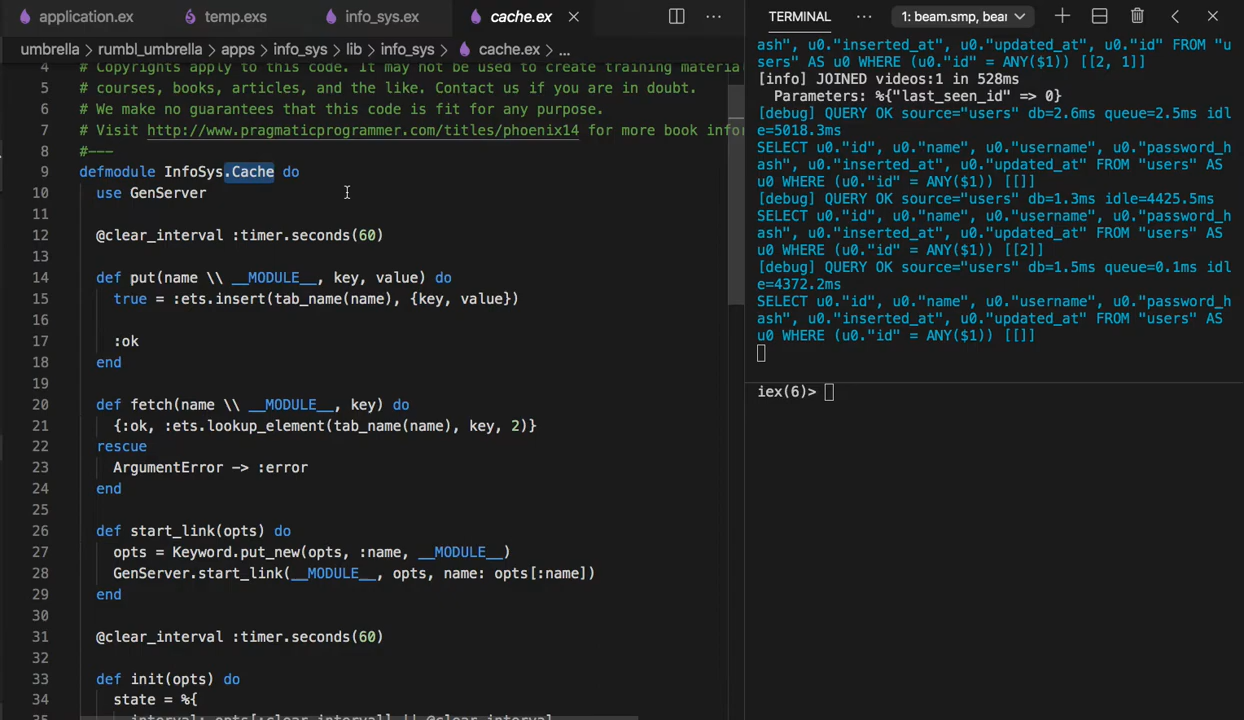 application.ex temp.exs info_sys.ex cache.ex
umbrella > rumbl_umbrella > apps > info_sys > lib > info_sys > cache.ex > ...
4 # Copyrights apply to this code. It may not be used to create training materia
5 # courses, books, articles, and the like. Contact us if you are in doubt.
6 # We make no guarantees that this code is fit for any purpose.
7 # Visit http://www.pragmaticprogrammer.com/titles/phoenix14 for more book infor
8 #---
9 defmodule InfoSys.Cache do
10 use GenServer
11
12 @clear_interval :timer.seconds(60)
13
14 def put(name \\ __MODULE__, key, value) do
15 true = :ets.insert(tab_name(name), {key, value})
16
17 :ok
18 end
19
20 def fetch(name \\ __MODULE__, key) do
21 {:ok, :ets.lookup_element(tab_name(name), key, 2)}
22 rescue
23 ArgumentError -> :error
24 end
25
26 def start_link(opts) do
27 opts = Keyword.put_new(opts, :name, __MODULE__)
28 GenServer.start_link(__MODULE__, opts, name: opts[:name])
29 end
30
31 @clear_interval :timer.seconds(60)
32
33 def init(opts) do
34 state = %{
35 interval: opts[:clear_interval] || @clear_interval
TERMINAL ... 1: beam.smp, bear
ash", u0."inserted_at", u0."updated_at", u0."id" FROM "u
sers" AS u0 WHERE (u0."id" = ANY($1)) [[2, 1]]
[info] JOINED videos:1 in 528ms
Parameters: %{"last_seen_id" => 0}
[debug] QUERY OK source="users" db=2.6ms queue=2.5ms idl
e=5018.3ms
SELECT u0."id", u0."name", u0."username", u0."password_h
ash", u0."inserted_at", u0."updated_at" FROM "users" AS
u0 WHERE (u0."id" = ANY($1)) [[]]
[debug] QUERY OK source="users" db=1.3ms idle=4425.5ms
SELECT u0."id", u0."name", u0."username", u0."password_h
ash", u0."inserted_at", u0."updated_at" FROM "users" AS
u0 WHERE (u0."id" = ANY($1)) [[2]]
[debug] QUERY OK source="users" db=1.5ms queue=0.1ms idl
e=4372.2ms
SELECT u0."id", u0."name", u0."username", u0."password_h
ash", u0."inserted_at", u0."updated_at" FROM "users" AS
u0 WHERE (u0."id" = ANY($1)) [[]]
iex(6)>